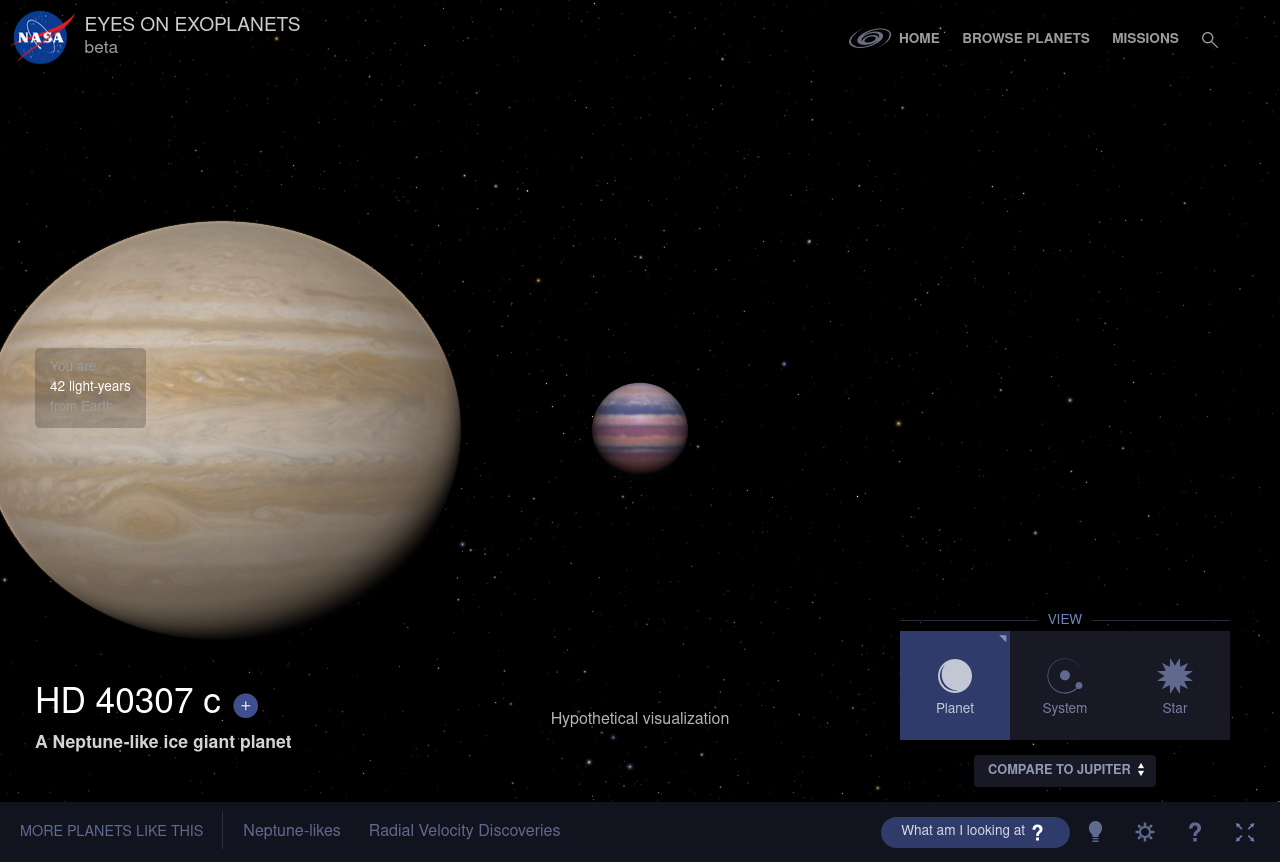 NASA
EYES ON EXOPLANETS
beta
HOME
BROWSE PLANETS
MISSIONS
You are
42 light-years
from Earth
VIEW
Planet
System
Star
HD 40307 c +
A Neptune-like ice giant planet
Hypothetical visualization
COMPARE TO JUPITER
MORE PLANETS LIKE THIS
Neptune-likes
Radial Velocity Discoveries
What am I looking at ?
?